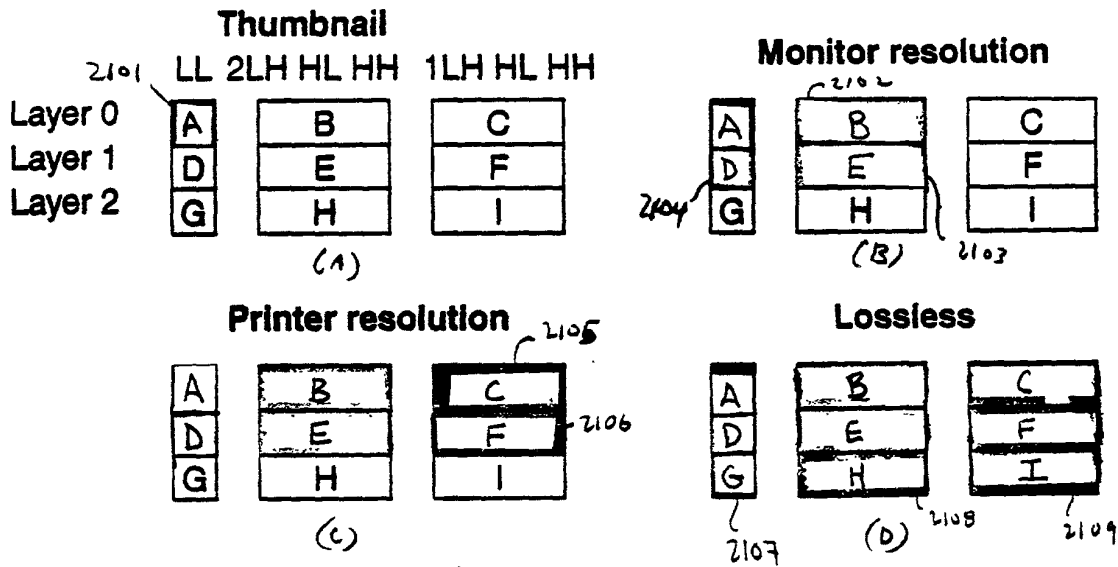 Thumbnail
2101 LL 2LH HL HH 1LH HL HH
Layer 0 A B C
Layer 1 D E F
Layer 2 G H I
(A)
Monitor resolution
2102
A B C
D E F
2104 G H I
(B) 2103
Printer resolution
2105
A B C
D E F 2106
G H I
(C)
Lossless
A B C
D E F
G H I
2107 (D) 2108 2109